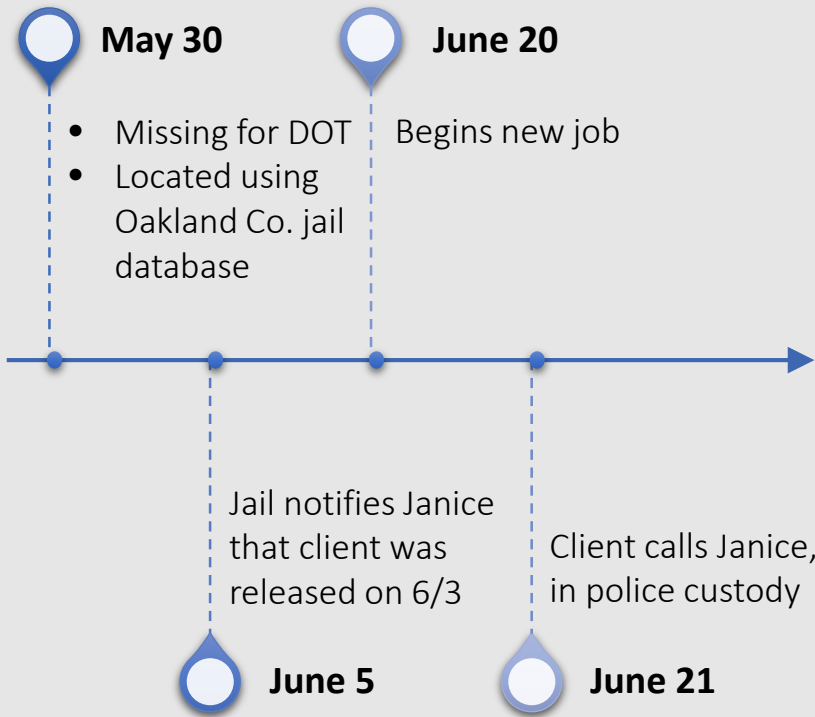 May 30
• Missing for DOT
• Located using
Oakland Co. jail
database
June 20
Begins new job
Jail notifies Janice
that client was
released on 6/3
June 5
Client calls Janice,
in police custody
June 21